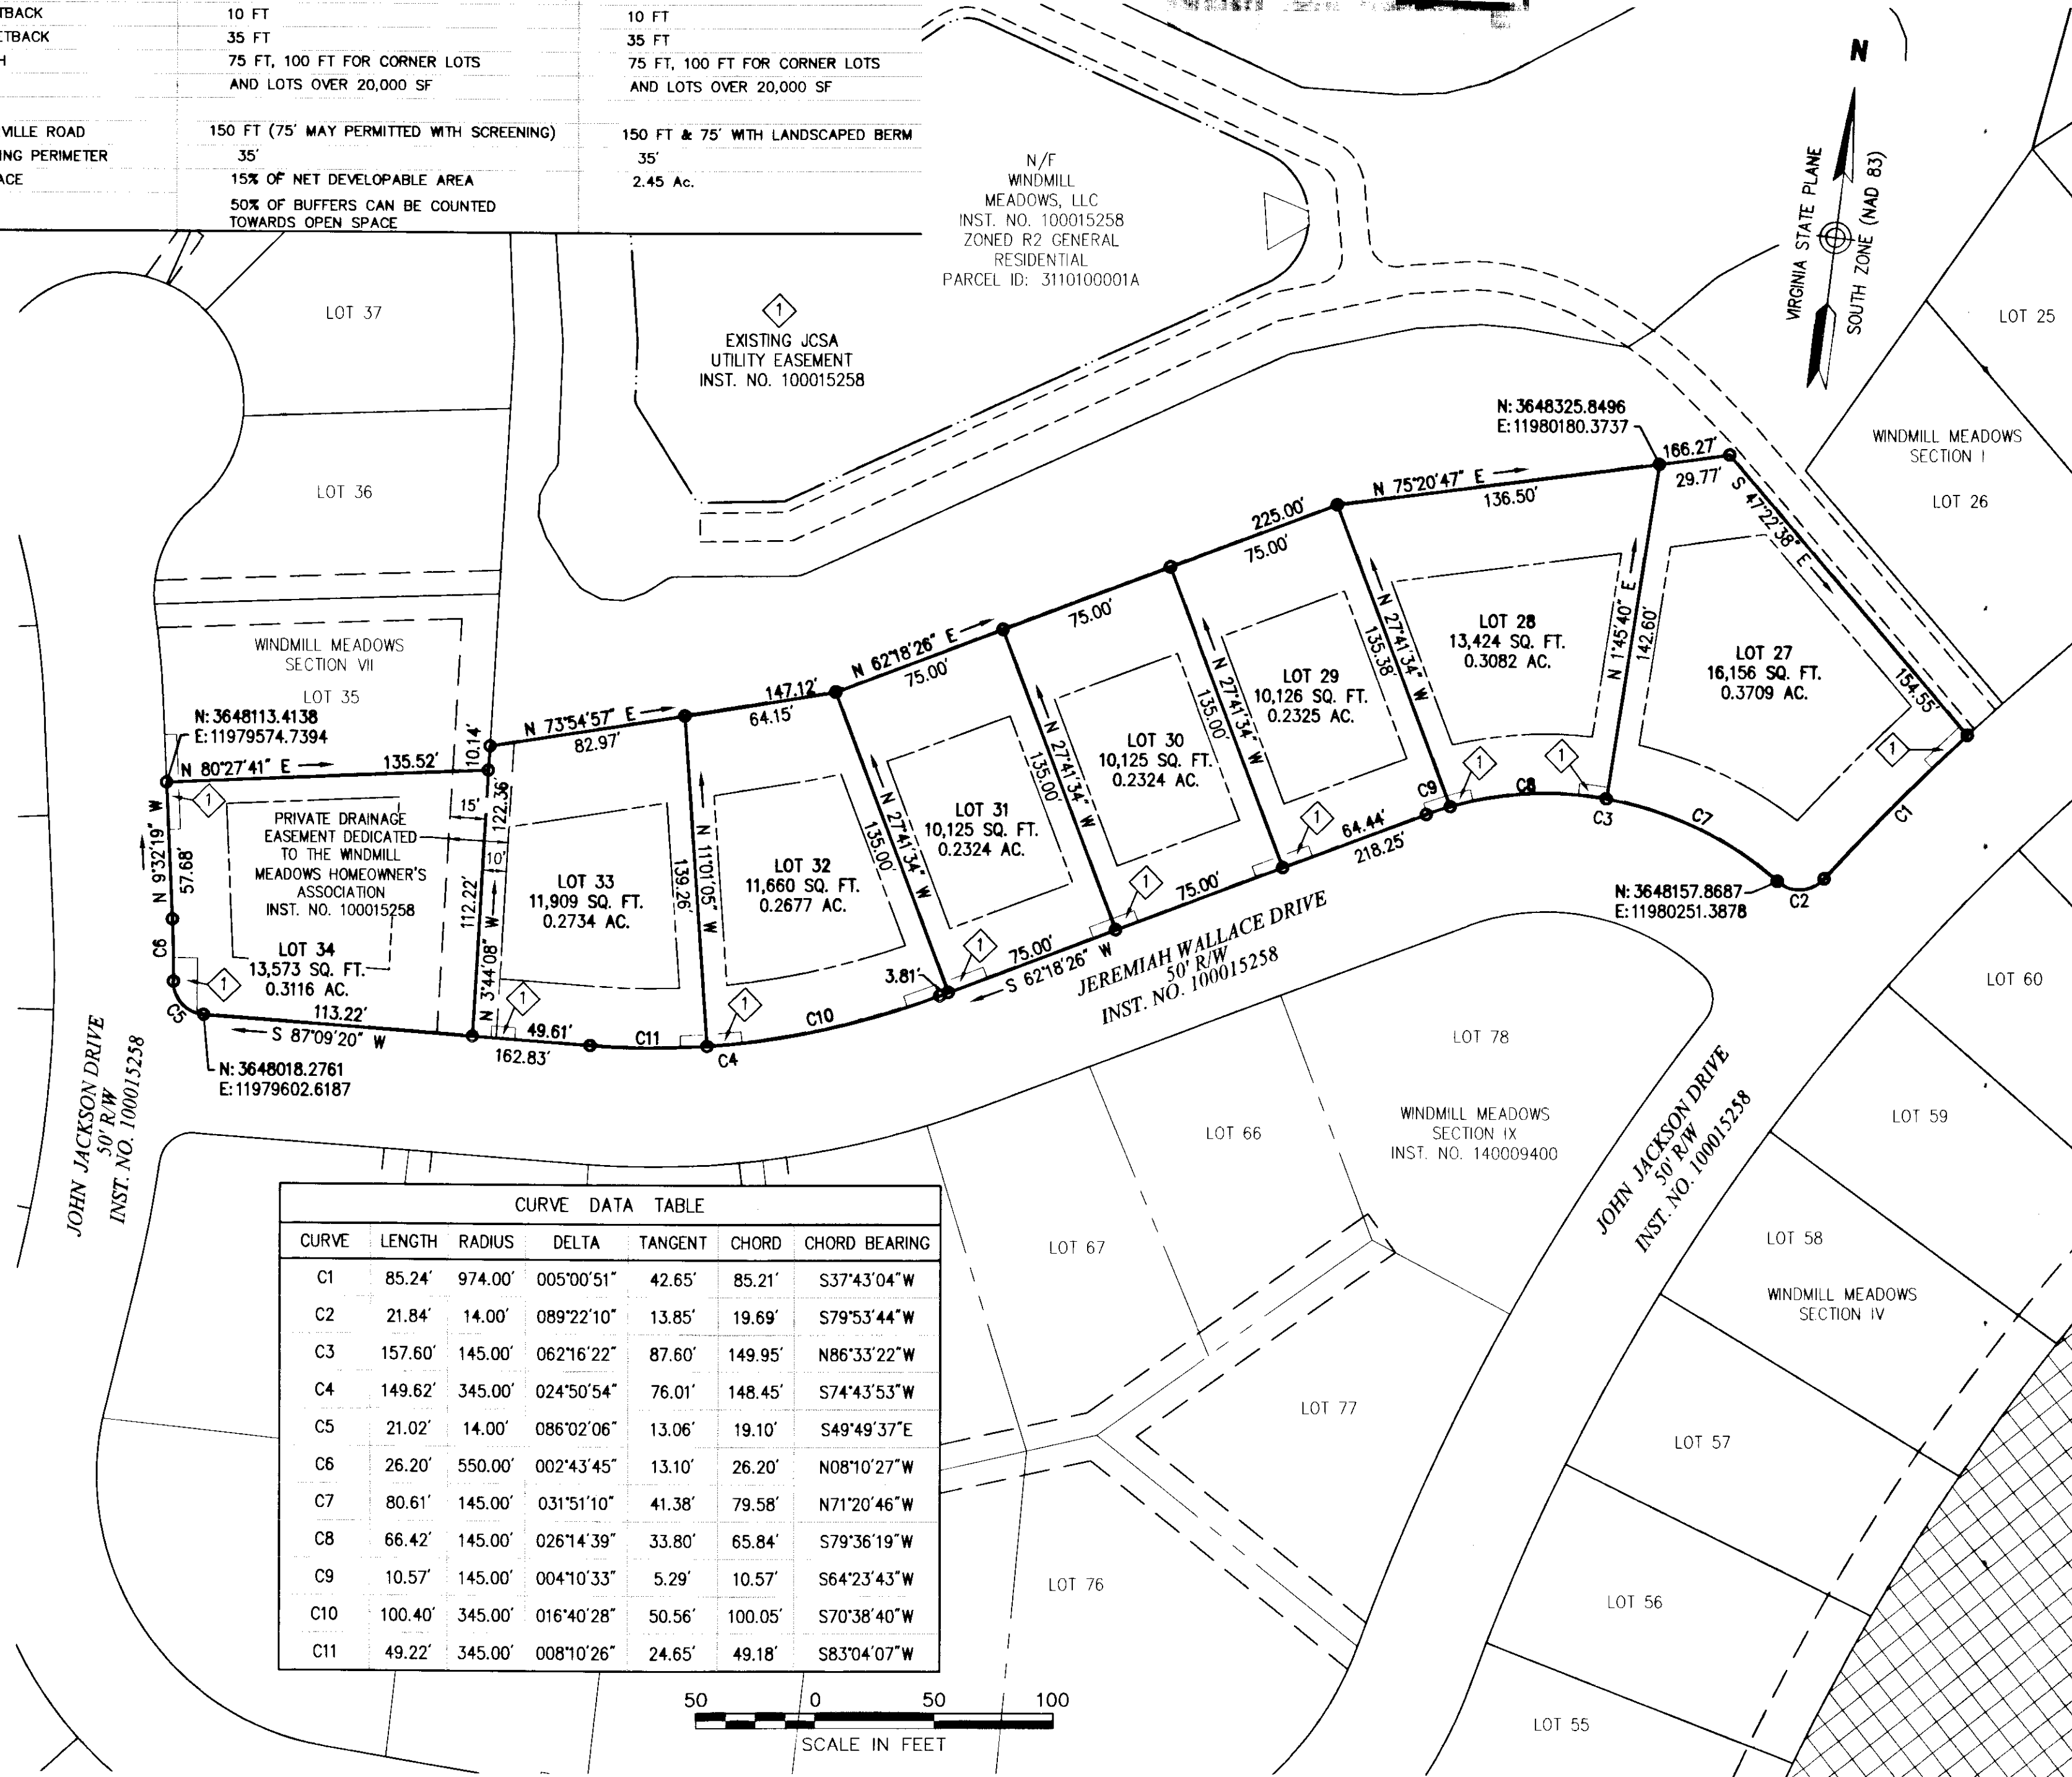 TBACK 10 FT 10 FT
ETBACK 35 FT 35 FT
H 75 FT, 100 FT FOR CORNER LOTS 75 FT, 100 FT FOR CORNER LOTS
AND LOTS OVER 20,000 SF AND LOTS OVER 20,000 SF
VILLE ROAD 150 FT (75' MAY PERMITTED WITH SCREENING) 150 FT & 75' WITH LANDSCAPED BERM
ING PERIMETER 35' 35'
ACE 15% OF NET DEVELOPABLE AREA 2.45 Ac.
50% OF BUFFERS CAN BE COUNTED
TOWARDS OPEN SPACE
N/F
WINDMILL
MEADOWS, LLC
INST. NO. 100015258
ZONED R2 GENERAL
RESIDENTIAL
PARCEL ID: 3110100001A
N
VIRGINIA STATE PLANE
SOUTH ZONE (NAD 83)
LOT 25
WINDMILL MEADOWS
SECTION I
LOT 26
LOT 37
LOT 36
1
EXISTING JCSA
UTILITY EASEMENT
INST. NO. 100015258
WINDMILL MEADOWS
SECTION VII
LOT 35
N: 3648113.4138
E: 11979574.7394
N 80°27'41" E
135.52'
10.14'
N 73°54'57" E
82.97'
147.12'
64.15'
N 62°18'26" E
75.00'
75.00'
225.00'
75.00'
N 75°20'47" E
136.50'
N: 3648325.8496
E: 11980180.3737
166.27'
29.77'
S 47°22'38" E
154.55'
N 9°32'19" W
57.68'
C6
1
1
C5
PRIVATE DRAINAGE
EASEMENT DEDICATED
TO THE WINDMILL
MEADOWS HOMEOWNER'S
ASSOCIATION
INST. NO. 100015258
LOT 34
13,573 SQ. FT.
0.3116 AC.
15'
10'
122.36'
112.22'
N 3°44'08" W
113.22'
S 87°09'20" W
162.83'
49.61'
1
N: 3648018.2761
E: 11979602.6187
LOT 33
11,909 SQ. FT.
0.2734 AC.
139.26'
N 11°01'05" W
C11
C4
1
C10
LOT 32
11,660 SQ. FT.
0.2677 AC.
135.00'
N 27°41'34" W
3.81'
1
LOT 31
10,125 SQ. FT.
0.2324 AC.
135.00'
N 27°41'34" W
75.00'
S 62°18'26" W
1
LOT 30
10,125 SQ. FT.
0.2324 AC.
135.00'
N 27°41'34" W
75.00'
1
LOT 29
10,126 SQ. FT.
0.2325 AC.
135.38'
N 27°41'34" W
64.44'
218.25'
C9
1
LOT 28
13,424 SQ. FT.
0.3082 AC.
N 1°45'40" E
142.60'
C8
1
C3
LOT 27
16,156 SQ. FT.
0.3709 AC.
C7
C2
C1
1
N: 3648157.8687
E: 11980251.3878
JEREMIAH WALLACE DRIVE
50' R/W
INST. NO. 100015258
JOHN JACKSON DRIVE
50' R/W
INST. NO. 100015258
LOT 78
LOT 66
LOT 67
WINDMILL MEADOWS
SECTION IX
INST. NO. 140009400
JOHN JACKSON DRIVE
50' R/W
INST. NO. 100015258
LOT 60
LOT 59
LOT 58
WINDMILL MEADOWS
SECTION IV
LOT 57
LOT 56
LOT 55
LOT 77
LOT 76
CURVE DATA TABLE
CURVE LENGTH RADIUS DELTA TANGENT CHORD CHORD BEARING
C1 85.24' 974.00' 005°00'51" 42.65' 85.21' S37°43'04"W
C2 21.84' 14.00' 089°22'10" 13.85' 19.69' S79°53'44"W
C3 157.60' 145.00' 062°16'22" 87.60' 149.95' N86°33'22"W
C4 149.62' 345.00' 024°50'54" 76.01' 148.45' S74°43'53"W
C5 21.02' 14.00' 086°02'06" 13.06' 19.10' S49°49'37"E
C6 26.20' 550.00' 002°43'45" 13.10' 26.20' N08°10'27"W
C7 80.61' 145.00' 031°51'10" 41.38' 79.58' N71°20'46"W
C8 66.42' 145.00' 026°14'39" 33.80' 65.84' S79°36'19"W
C9 10.57' 145.00' 004°10'33" 5.29' 10.57' S64°23'43"W
C10 100.40' 345.00' 016°40'28" 50.56' 100.05' S70°38'40"W
C11 49.22' 345.00' 008°10'26" 24.65' 49.18' S83°04'07"W
50 0 50 100
SCALE IN FEET